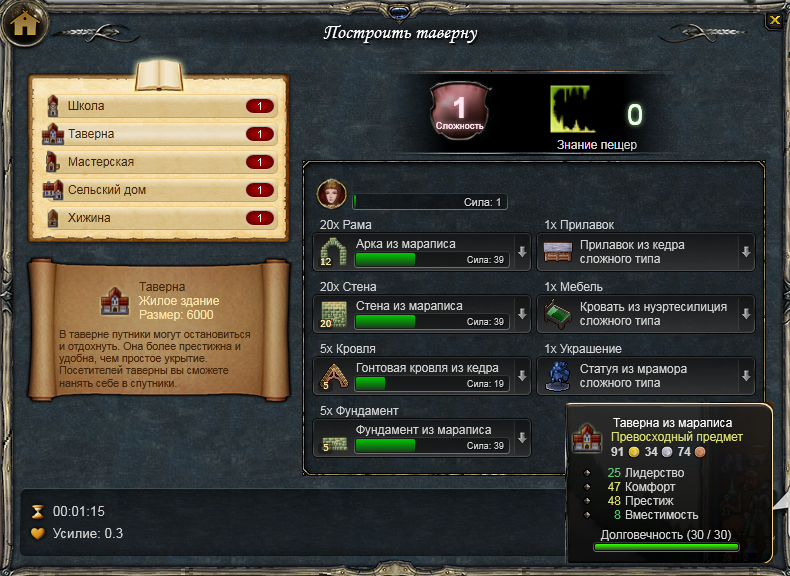 Построить таверну
Школа 1
Таверна 1
Мастерская 1
Сельский дом 1
Хижина 1
1
Сложность
0
Знание пещер
Таверна
Жилое здание
Размер: 6000
В таверне путники могут остановиться
и отдохнуть. Она более престижна и
удобна, чем простое укрытие.
Посетителей таверны вы сможете
нанять себе в спутники.
Сила: 1
20x Рама
Арка из мараписа
12
Сила: 39
1x Прилавок
Прилавок из кедра
сложного типа
20x Стена
Стена из мараписа
20
Сила: 39
1x Мебель
Кровать из нуэртесилиция
сложного типа
5x Кровля
Гонтовая кровля из кедра
5
Сила: 19
1x Украшение
Статуя из мрамора
сложного типа
5x Фундамент
Фундамент из мараписа
5
Сила: 39
Таверна из мараписа
Превосходный предмет
91 34 74
25 Лидерство
47 Комфорт
48 Престиж
8 Вместимость
Долговечность (30 / 30)
00:01:15
Усилие: 0.3